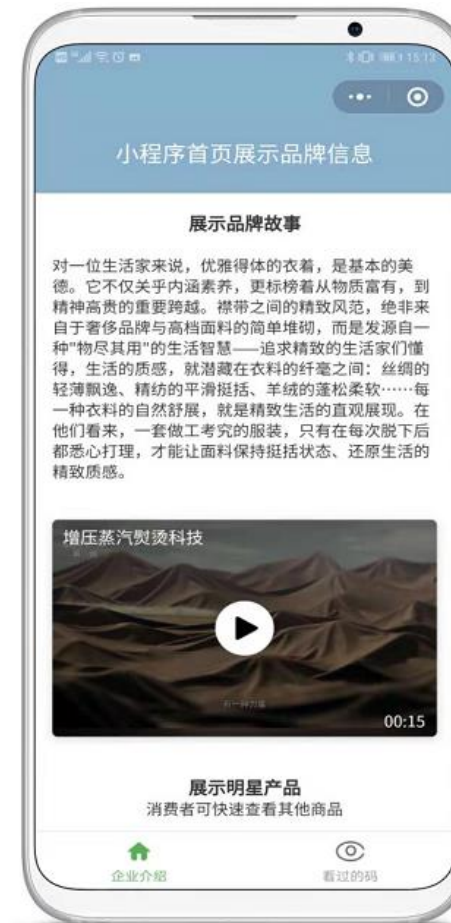 15:13
小程序首页展示品牌信息
展示品牌故事
对一位生活家来说，优雅得体的衣着，是基本的美
德。它不仅关乎内涵素养，更标榜着从物质富有，到
精神高贵的重要跨越。襟带之间的精致风范，绝非来
自于奢侈品牌与高档面料的简单堆砌，而是发源自一
种"物尽其用"的生活智慧——追求精致的生活家们懂
得，生活的质感，就潜藏在衣料的纤毫之间：丝绸的
轻薄飘逸、精纺的平滑挺括、羊绒的蓬松柔软……每
一种衣料的自然舒展，就是精致生活的直观展现。在
他们看来，一套做工考究的服装，只有在每次脱下后
都悉心打理，才能让面料保持挺括状态、还原生活的
精致质感。
增压蒸汽熨烫科技
00:15
展示明星产品
消费者可快速查看其他商品
企业介绍
看过的码